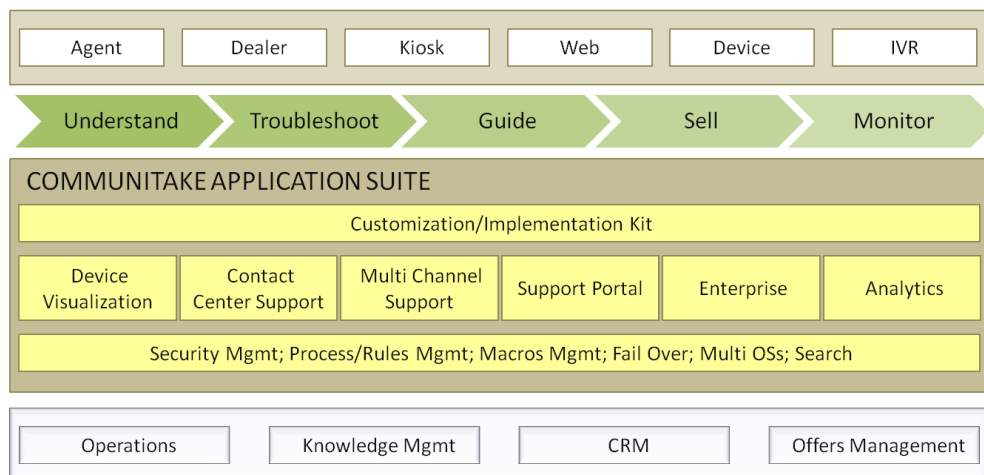 Agent
Dealer
Kiosk
Web
Device
IVR
Understand
Troubleshoot
Guide
Sell
Monitor
COMMUNITAKE APPLICATION SUITE
Customization/Implementation Kit
Device
Visualization
Contact
Center Support
Multi Channel
Support
Support Portal
Enterprise
Analytics
Security Mgmt; Process/Rules Mgmt; Macros Mgmt; Fail Over; Multi OSs; Search
Operations
Knowledge Mgmt
CRM
Offers Management